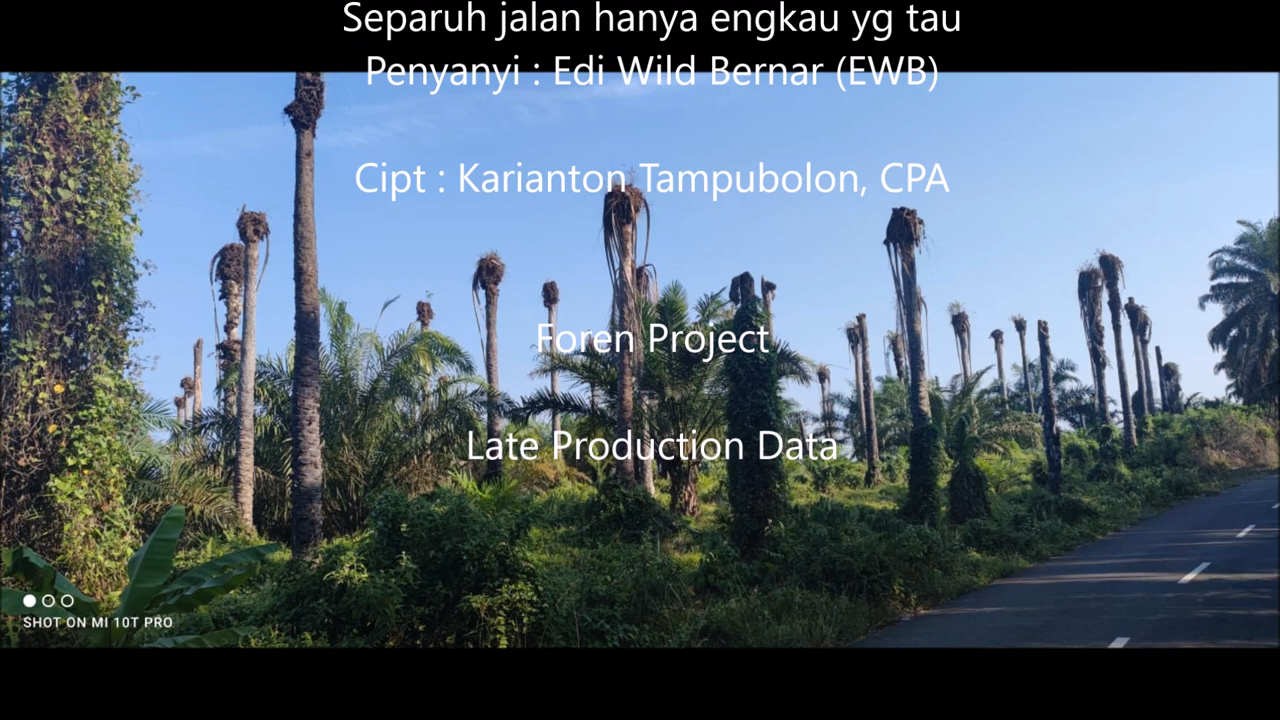 Separuh jalan hanya engkau yg tau
Penyanyi : Edi Wild Bernar (EWB)
Cipt : Karianton Tampubolon, CPA
Foren Project
Late Production Data
SHOT ON MI 10T PRO